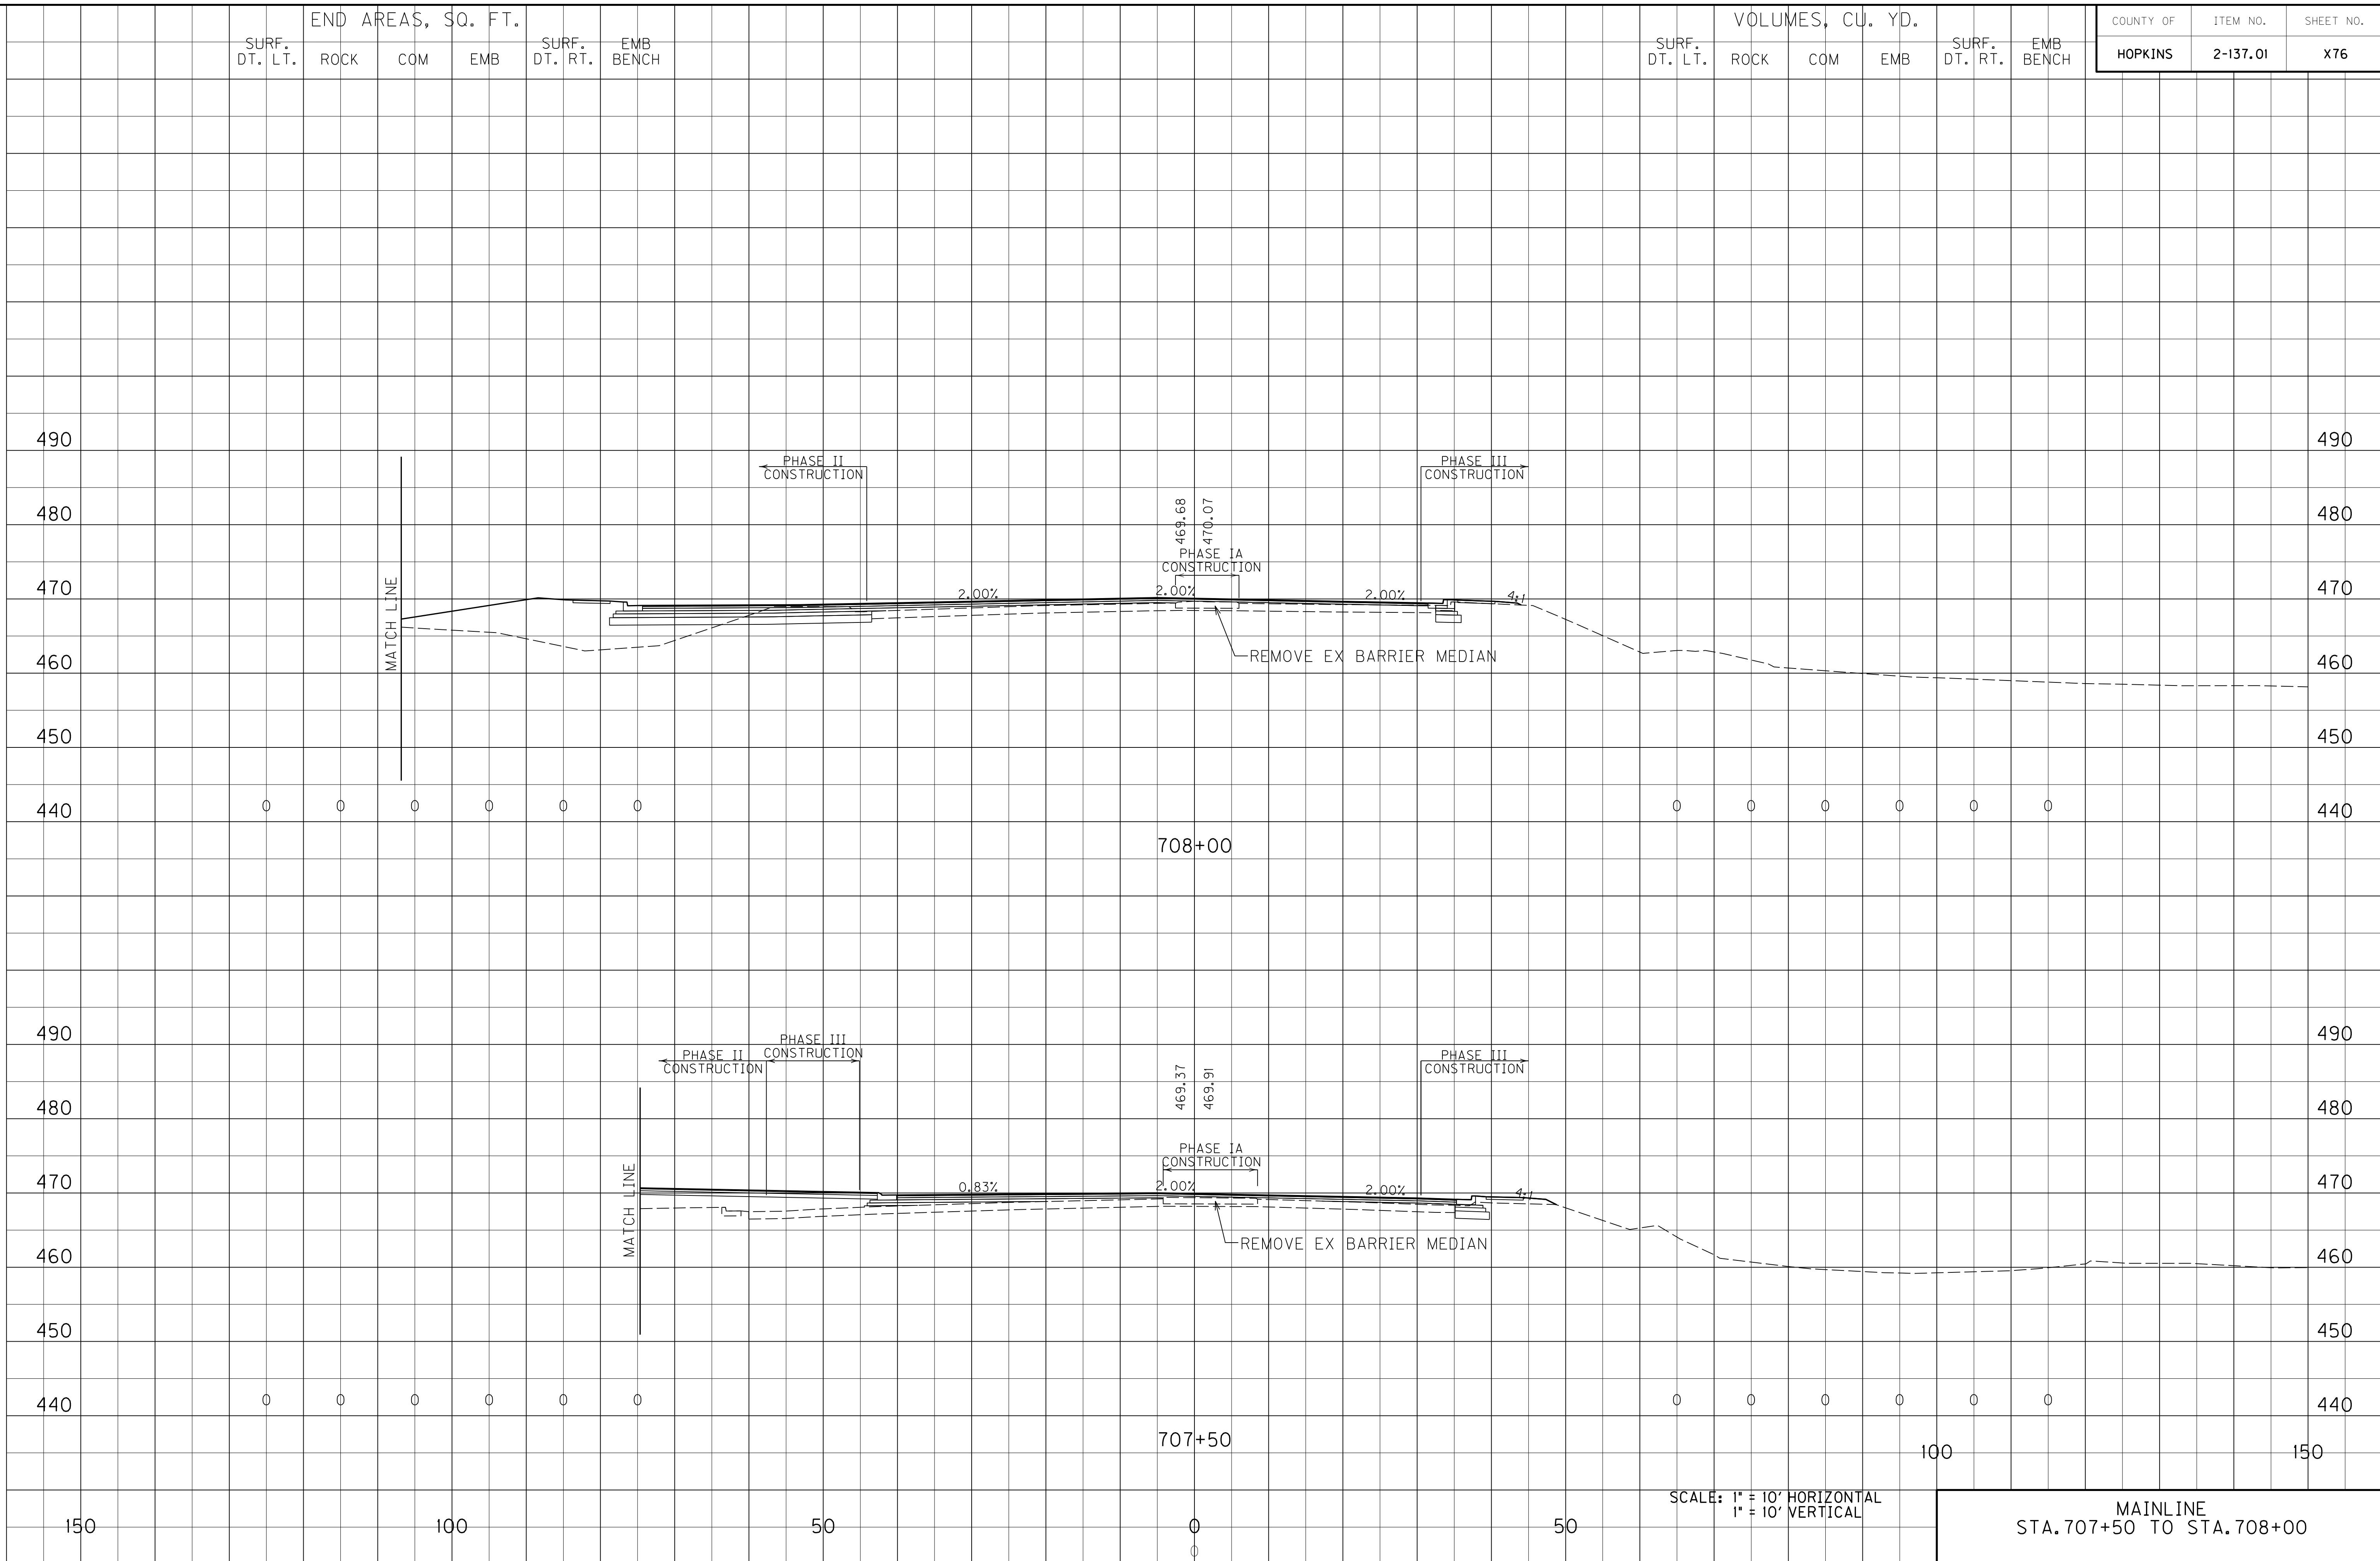 END AREAS, SQ. FT.
SURF. DT. LT. ROCK COM EMB SURF. DT. RT. EMB BENCH
VOLUMES, CU. YD.
SURF. DT. LT. ROCK COM EMB SURF. DT. RT. EMB BENCH
COUNTY OF ITEM NO. SHEET NO.
HOPKINS 2-137.01 X76
490 490
PHASE II
CONSTRUCTION
PHASE III
CONSTRUCTION
480 480
469.68
470.07
PHASE IA
CONSTRUCTION
470 470
2.00% 2.00% 2.00% 4:1
MATCH LINE
460 460
REMOVE EX BARRIER MEDIAN
450 450
440 440
0 0 0 0 0 0 0 0 0 0 0 0
708+00
490 490
PHASE II
CONSTRUCTION
PHASE III
CONSTRUCTION
PHASE III
CONSTRUCTION
480 480
469.37
469.91
PHASE IA
CONSTRUCTION
470 470
0.83% 2.00% 2.00% 4:1
MATCH LINE
460 460
REMOVE EX BARRIER MEDIAN
450 450
440 440
0 0 0 0 0 0 0 0 0 0 0 0
707+50
100 150
SCALE: 1" = 10' HORIZONTAL
1" = 10' VERTICAL
150 100 50 0 50
0
MAINLINE
STA.707+50 TO STA.708+00